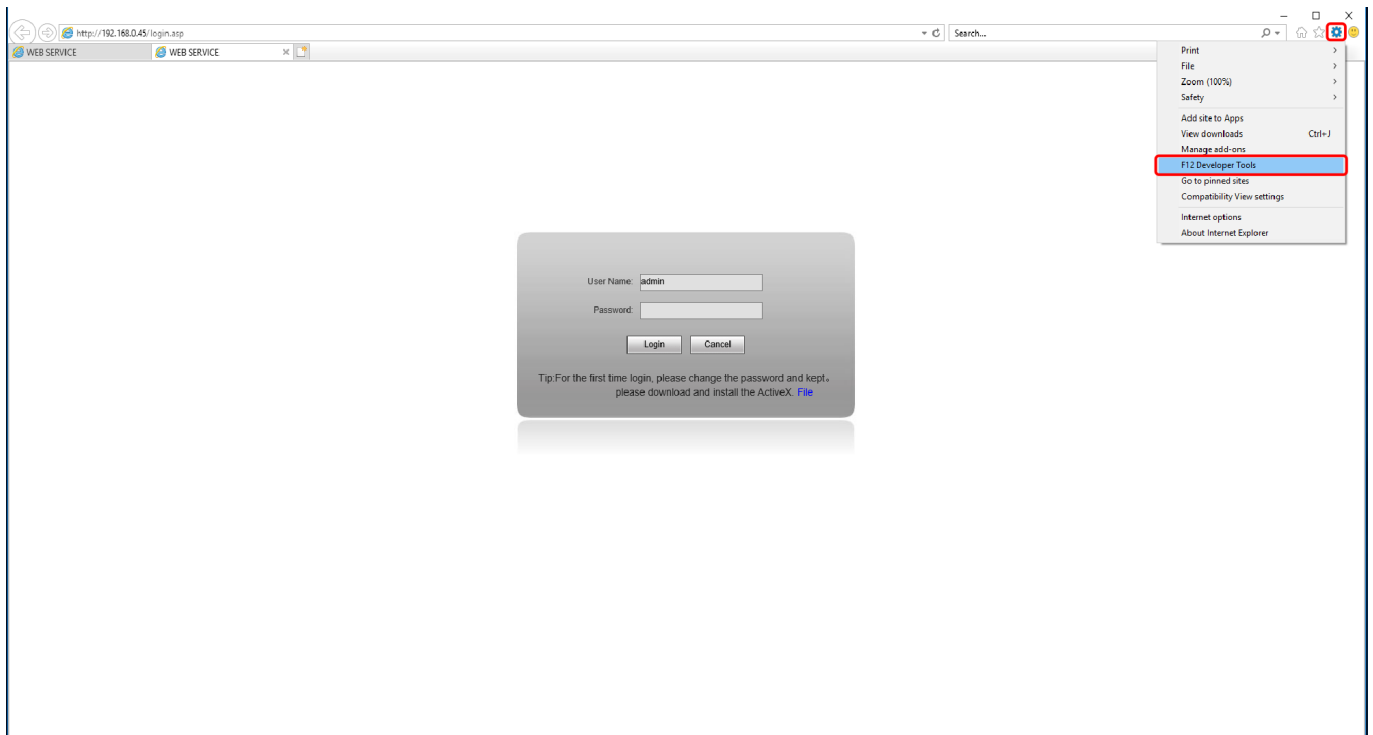 http://192.168.0.45/login.asp
Search...
WEB SERVICE
WEB SERVICE
Print
File
Zoom (100%)
Safety
Add site to Apps
View downloads Ctrl+J
Manage add-ons
F12 Developer Tools
Go to pinned sites
Compatibility View settings
Internet options
About Internet Explorer
User Name: admin
Password:
Login Cancel
Tip:For the first time login, please change the password and kept。
please download and install the ActiveX. File